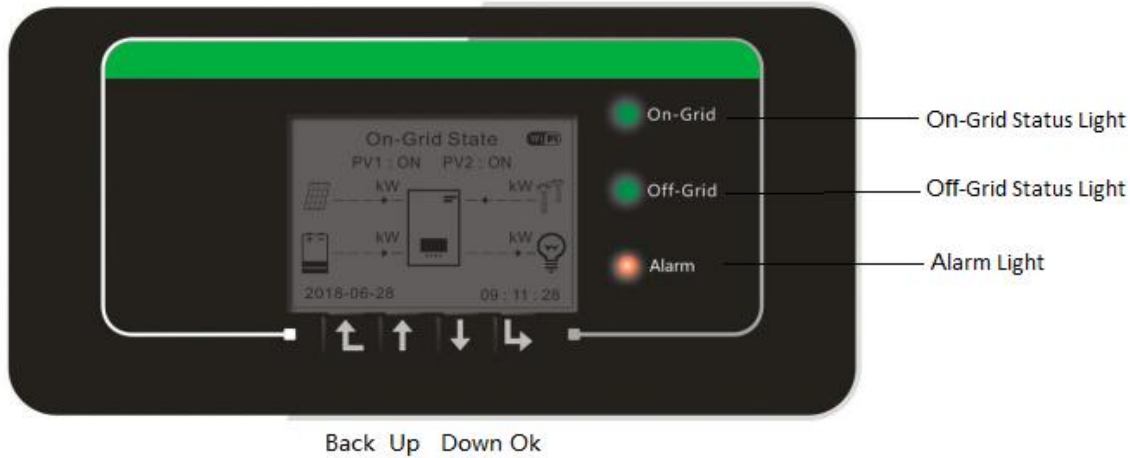 On-Grid State WiFi
PV1 : ON PV2 : ON
kW kW
kW kW
2018-06-28 09 : 11 : 28
On-Grid
Off-Grid
Alarm
On-Grid Status Light
Off-Grid Status Light
Alarm Light
Back Up Down Ok